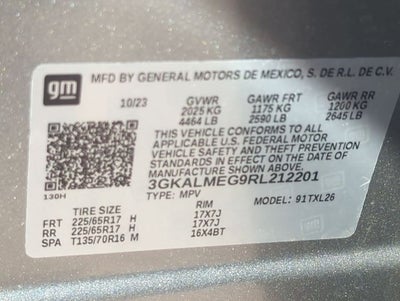 gm
MFD BY GENERAL MOTORS DE MEXICO, S. DE R.L. DE C.V.
10/23 GVWR GAWR FRT GAWR RR
2025 KG 1175 KG 1200 KG
4464 LB 2590 LB 2645 LB
THIS VEHICLE CONFORMS TO ALL
APPLICABLE U.S. FEDERAL MOTOR
VEHICLE SAFETY AND THEFT PREVENTION
STANDARDS IN EFFECT ON THE DATE OF
MANUFACTURE SHOWN ABOVE.
3GKALMEG9RL212201
130H TYPE: MPV MODEL: 91TXL26
TIRE SIZE RIM
FRT 225/65R17 H 17X7J
RR 225/65R17 H 17X7J
SPA T135/70R16 M 16X4BT